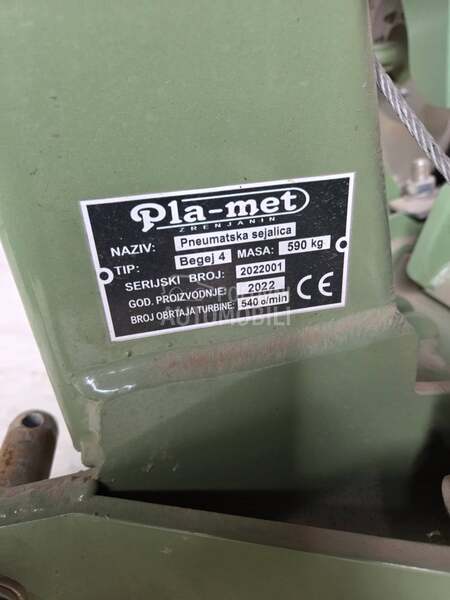 Pla-met
ZRENJANIN
NAZIV: Pneumatska sejalica
TIP: Begej 4 MASA: 590 kg
SERIJSKI BROJ: 2022001
GOD. PROIZVODNJE: 2022
BROJ OBRTAJA TURBINE: 540 o/min
CE
AUTOMOBILI